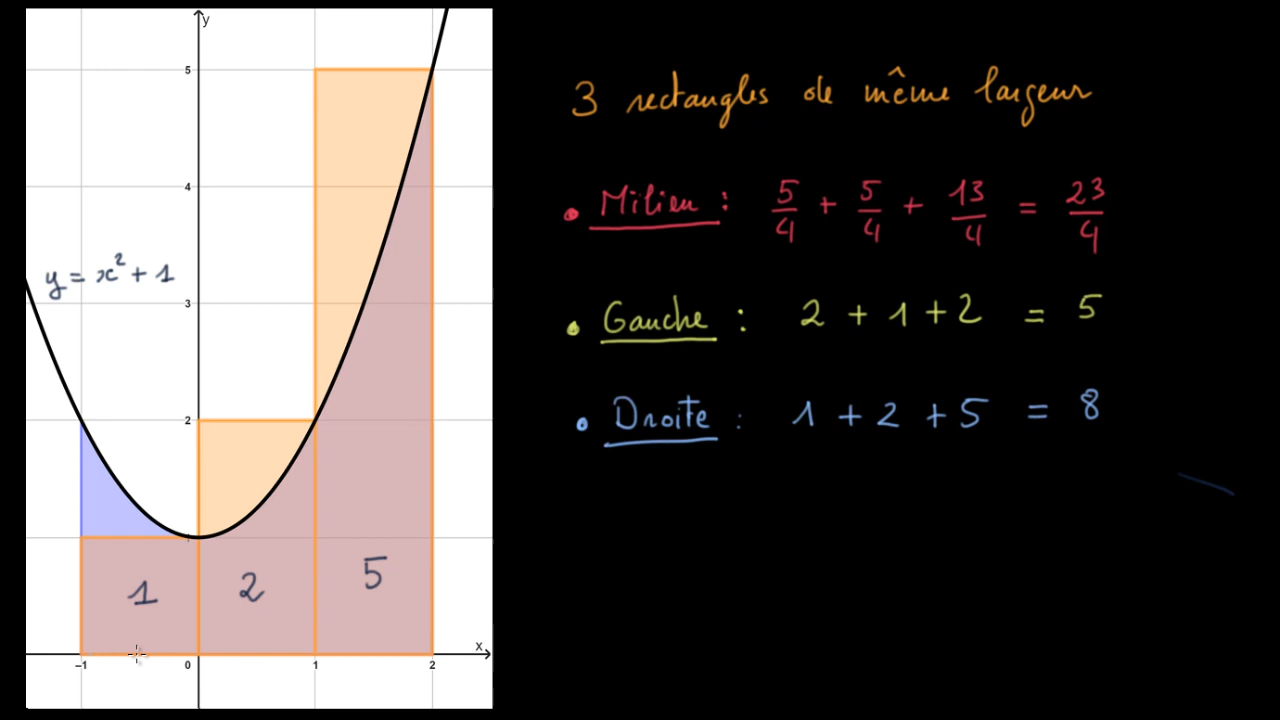 y
5
4
3
2
1
y = x² + 1
1 2 5
-1 0 1 2 x
3 rectangles de même largeur
• Milieu : 5/4 + 5/4 + 13/4 = 23/4
• Gauche : 2 + 1 + 2 = 5
• Droite : 1 + 2 + 5 = 8